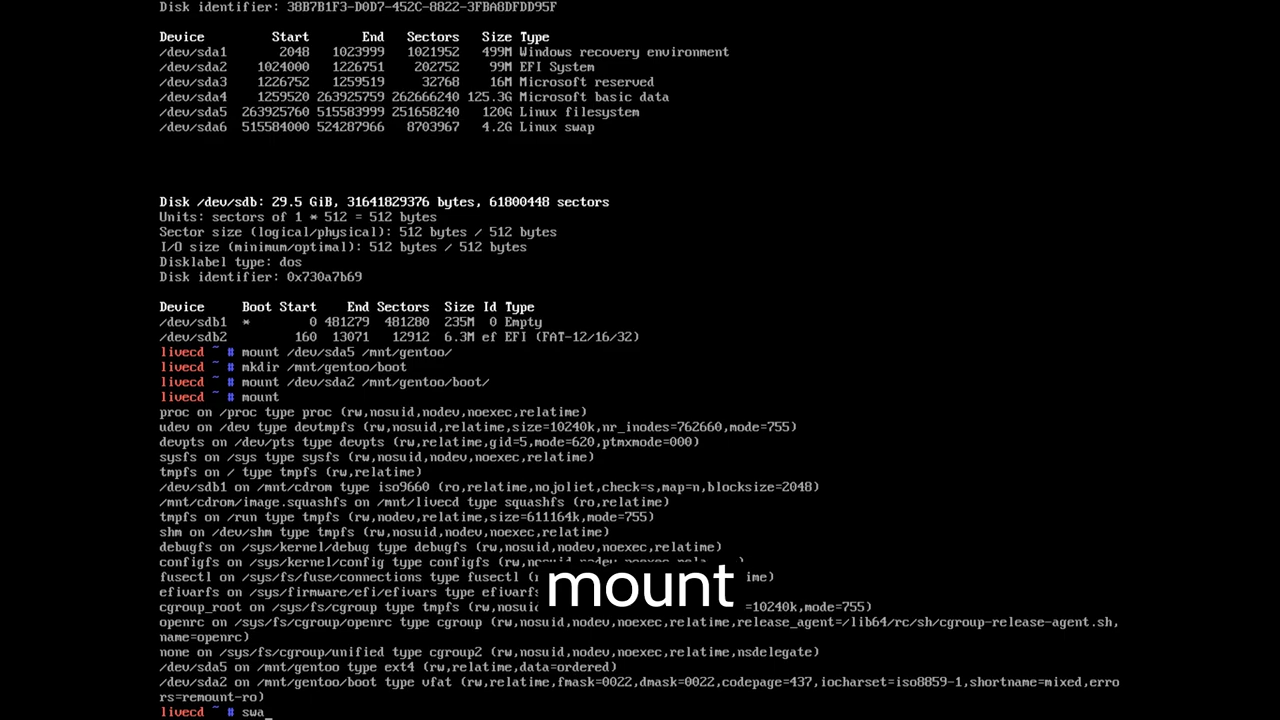 Disk identifier: 38B7B1F3-D0D7-452C-8822-3FBA8DFDD95F
Device Start End Sectors Size Type
/dev/sda1 2048 1023999 1021952 499M Windows recovery environment
/dev/sda2 1024000 1226751 202752 99M EFI System
/dev/sda3 1226752 1259519 32768 16M Microsoft reserved
/dev/sda4 1259520 263925759 262666240 125.3G Microsoft basic data
/dev/sda5 263925760 515583999 251658240 120G Linux filesystem
/dev/sda6 515584000 524287966 8703967 4.2G Linux swap
Disk /dev/sdb: 29.5 GiB, 31641829376 bytes, 61800448 sectors
Units: sectors of 1 * 512 = 512 bytes
Sector size (logical/physical): 512 bytes / 512 bytes
I/O size (minimum/optimal): 512 bytes / 512 bytes
Disklabel type: dos
Disk identifier: 0x730a7b69
Device Boot Start End Sectors Size Id Type
/dev/sdb1 * 0 481279 481280 235M 0 Empty
/dev/sdb2 160 13071 12912 6.3M ef EFI (FAT-12/16/32)
livecd ~ # mount /dev/sda5 /mnt/gentoo/
livecd ~ # mkdir /mnt/gentoo/boot
livecd ~ # mount /dev/sda2 /mnt/gentoo/boot/
livecd ~ # mount
proc on /proc type proc (rw,nosuid,nodev,noexec,relatime)
udev on /dev type devtmpfs (rw,nosuid,relatime,size=10240k,nr_inodes=762660,mode=755)
devpts on /dev/pts type devpts (rw,relatime,gid=5,mode=620,ptmxmode=000)
sysfs on /sys type sysfs (rw,nosuid,nodev,noexec,relatime)
tmpfs on / type tmpfs (rw,relatime)
/dev/sdb1 on /mnt/cdrom type iso9660 (ro,relatime,nojoliet,check=s,map=n,blocksize=2048)
/mnt/cdrom/image.squashfs on /mnt/livecd type squashfs (ro,relatime)
tmpfs on /run type tmpfs (rw,nodev,relatime,size=611164k,mode=755)
shm on /dev/shm type tmpfs (rw,nosuid,nodev,noexec,relatime)
debugfs on /sys/kernel/debug type debugfs (rw,nosuid,nodev,noexec,relatime)
configfs on /sys/kernel/config type configfs
fusectl on /sys/fs/fuse/connections type fusectl
efivarfs on /sys/firmware/efi/efivars type efivarfs
mount
cgroup_root on /sys/fs/cgroup type tmpfs (rw,nosuid =10240k,mode=755)
openrc on /sys/fs/cgroup/openrc type cgroup (rw,nosuid,nodev,noexec,relatime,release_agent=/lib64/rc/sh/cgroup-release-agent.sh,
name=openrc)
none on /sys/fs/cgroup/unified type cgroup2 (rw,nosuid,nodev,noexec,relatime,nsdelegate)
/dev/sda5 on /mnt/gentoo type ext4 (rw,relatime,data=ordered)
/dev/sda2 on /mnt/gentoo/boot type vfat (rw,relatime,fmask=0022,dmask=0022,codepage=437,iocharset=iso8859-1,shortname=mixed,erro
rs=remount-ro)
livecd ~ # swa_